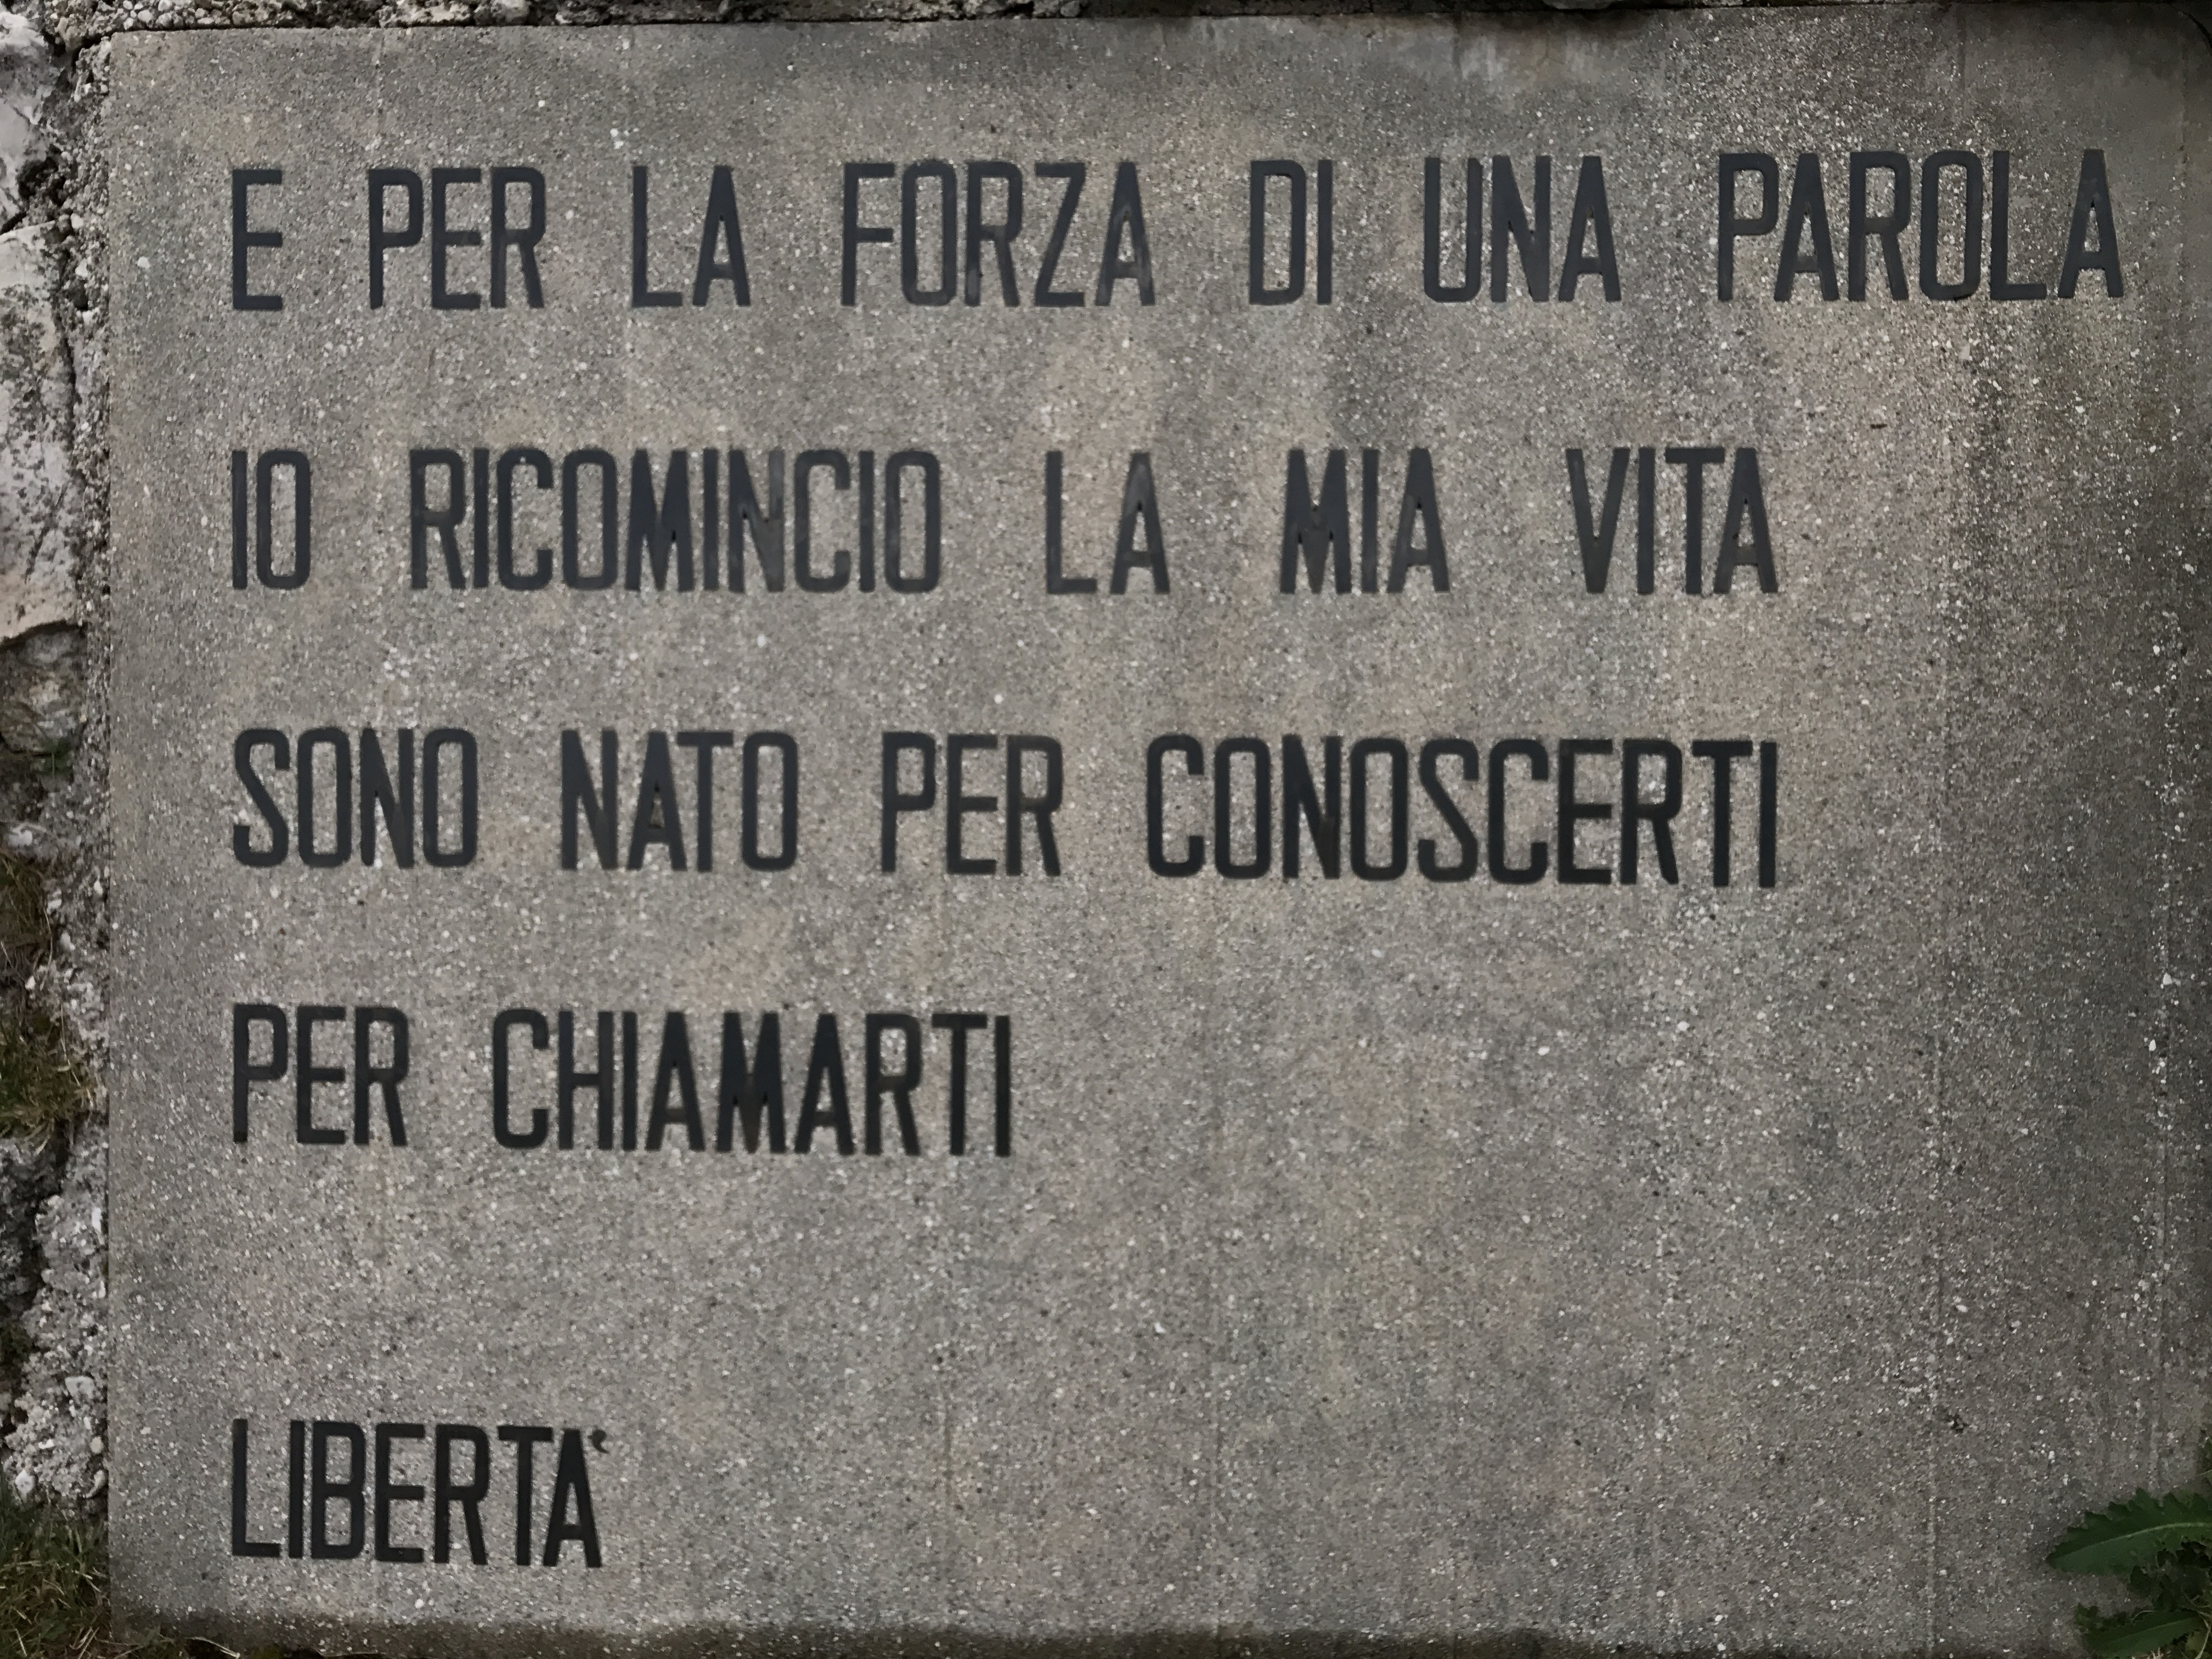 E PER LA FORZA DI UNA PAROLA
IO RICOMINCIO LA MIA VITA
SONO NATO PER CONOSCERTI
PER CHIAMARTI
LIBERTA'